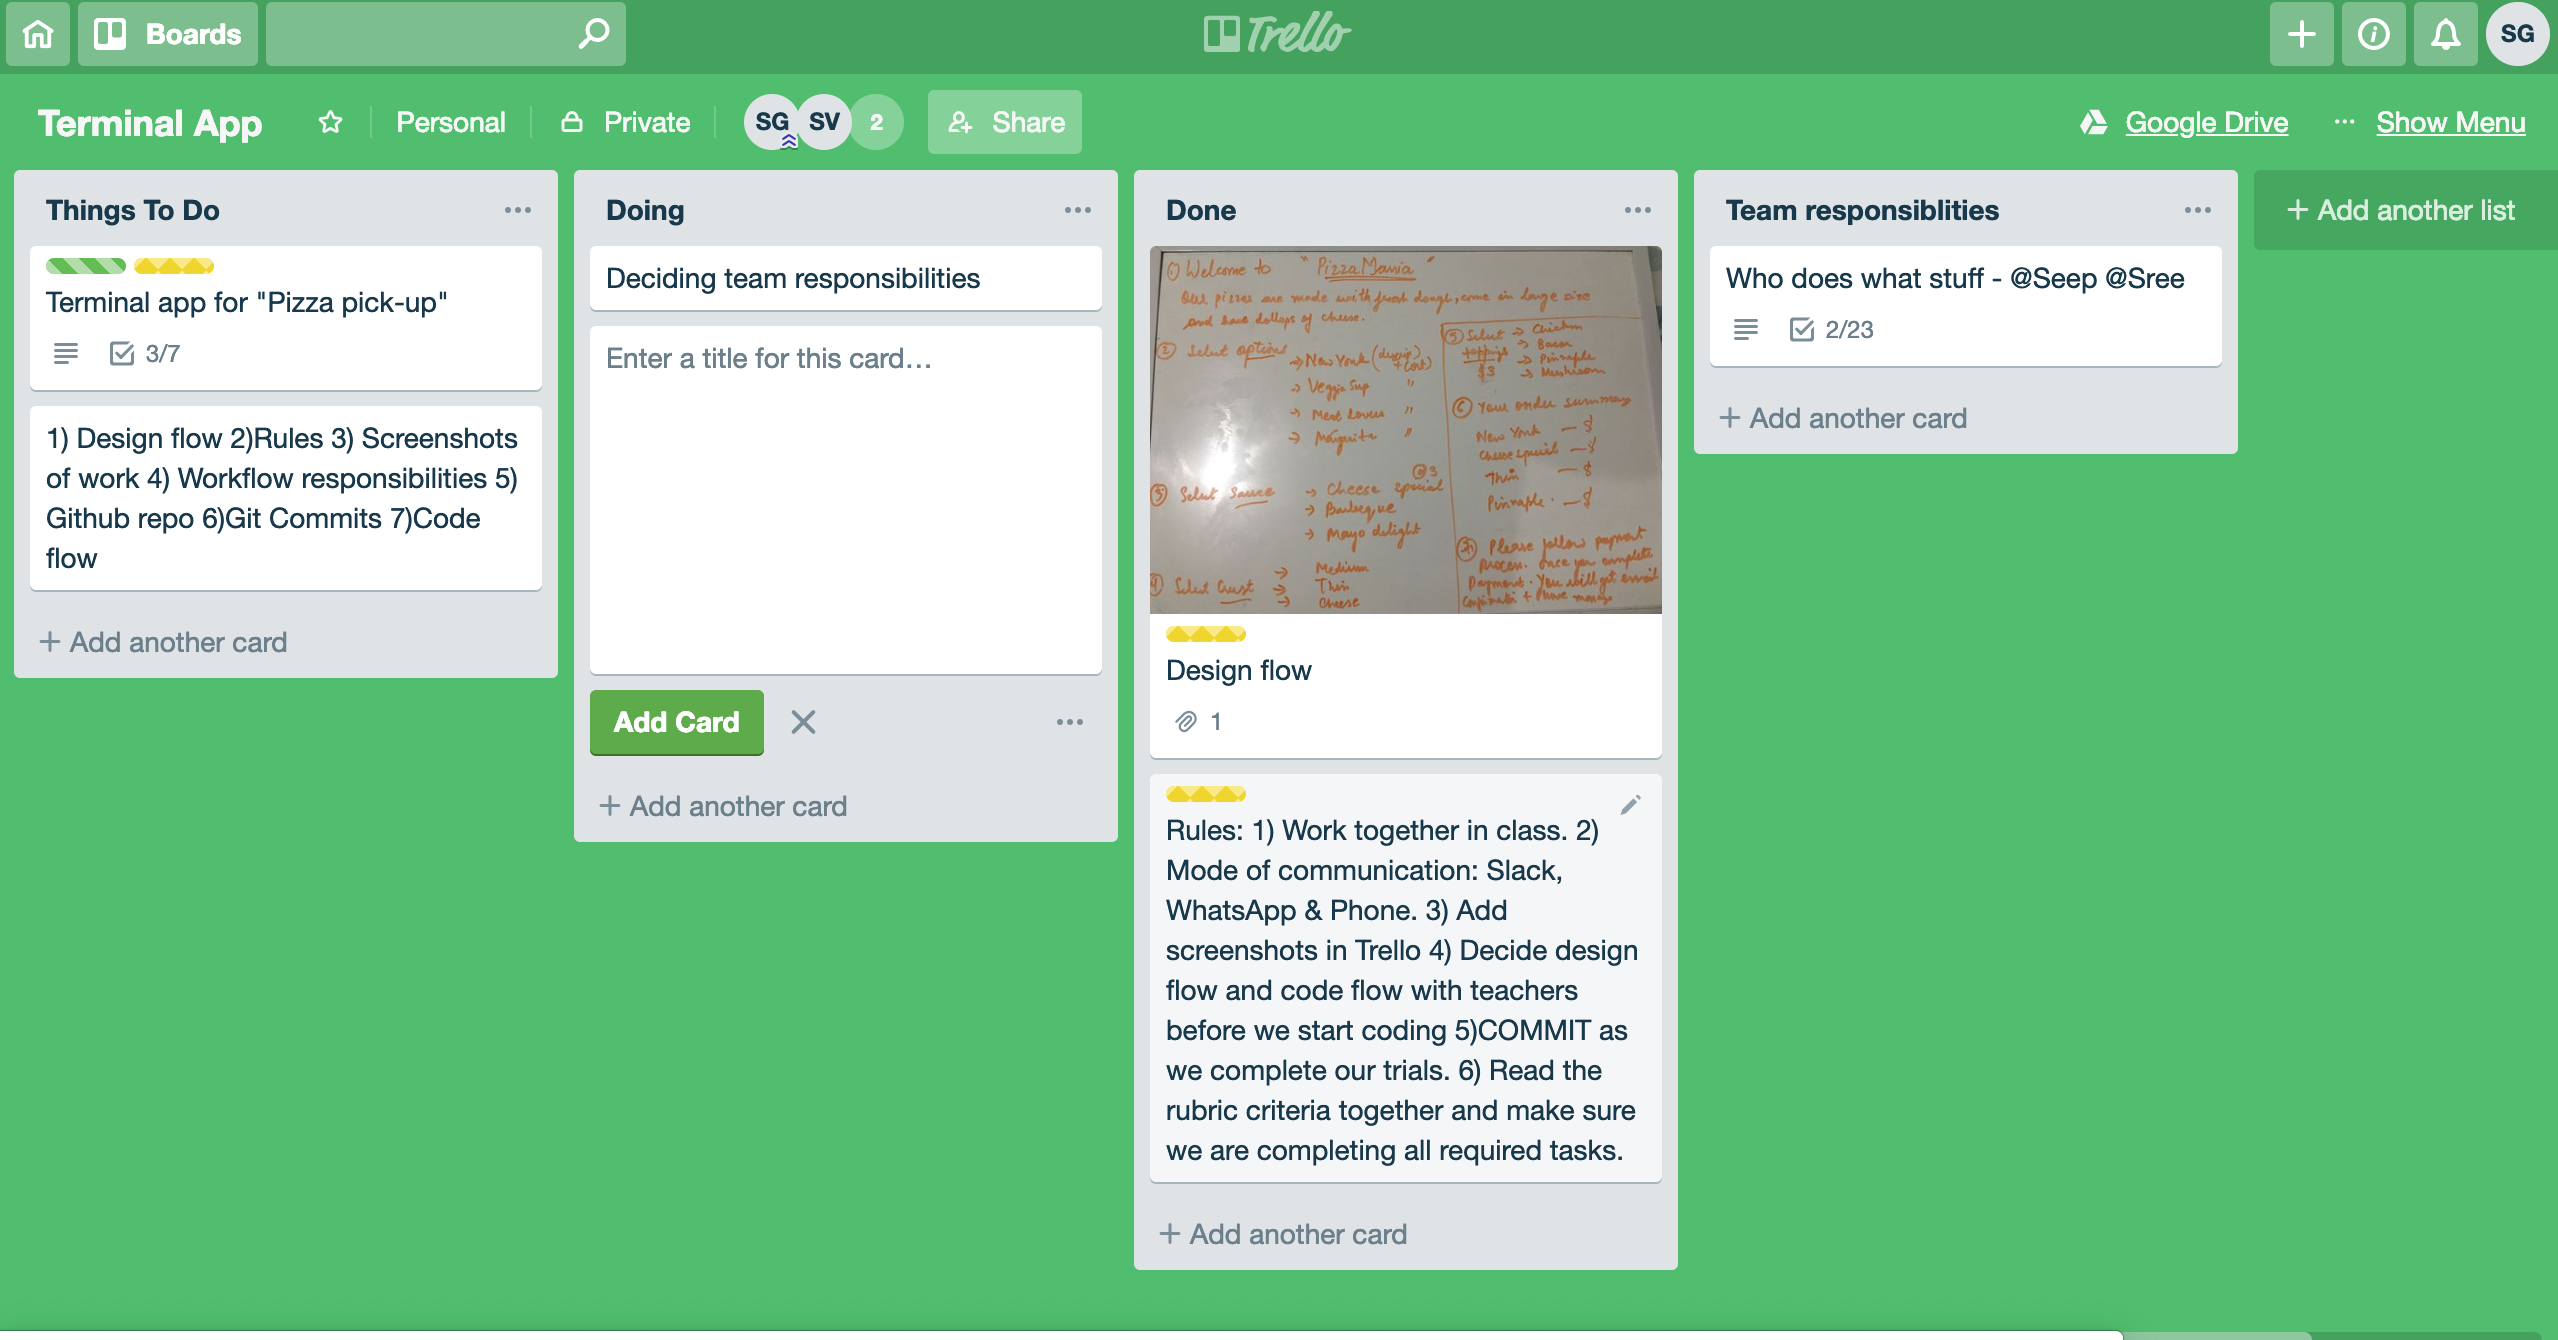 Boards
Trello
SG
Terminal App
Personal
Private
SG SV 2
Share
Google Drive
Show Menu
Things To Do
Terminal app for "Pizza pick-up"
3/7
1) Design flow 2)Rules 3) Screenshots
of work 4) Workflow responsibilities 5)
Github repo 6)Git Commits 7)Code
flow
+ Add another card
Doing
Deciding team responsibilities
Enter a title for this card…
Add Card
+ Add another card
Done
① Welcome to "PizzaMania"
Our pizzas are made with fresh dough, come in large size
and have dollops of cheese.
② Select options → New York (descrip + cost)
→ Veggie Sup "
→ Meat Lovers "
→ Margarita "
③ Select Sauce → Cheese special
→ Barbeque
→ Mayo delight
④ Select Crust → Medium
→ Thin
→ Cheese
⑤ Select → Chicken
toppings → Bacon
$3 → Pinnaple
→ Mushroom
⑥ Your order summary
New York — $
Cheese special — $
Thin — $
Pinnaple — $
Please follow payment
process. Once you complete
payment. You will get email
confirmation + Phone message
Design flow
1
Rules: 1) Work together in class. 2)
Mode of communication: Slack,
WhatsApp & Phone. 3) Add
screenshots in Trello 4) Decide design
flow and code flow with teachers
before we start coding 5)COMMIT as
we complete our trials. 6) Read the
rubric criteria together and make sure
we are completing all required tasks.
+ Add another card
Team responsiblities
Who does what stuff - @Seep @Sree
2/23
+ Add another card
+ Add another list